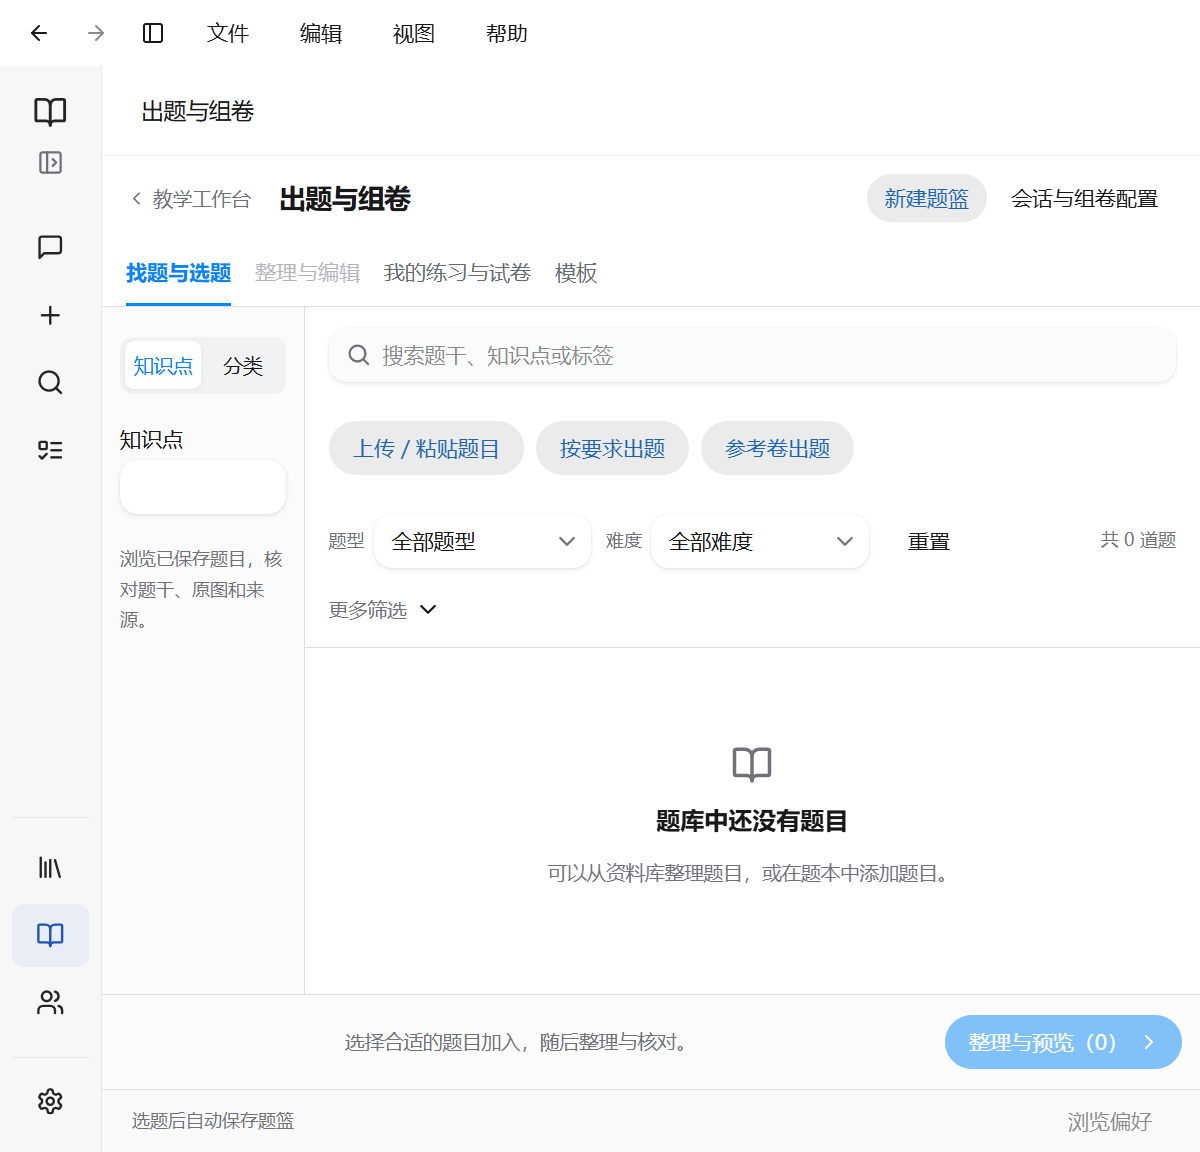 文件 编辑 视图 帮助
出题与组卷
教学工作台 出题与组卷 新建题篮 会话与组卷配置
找题与选题 整理与编辑 我的练习与试卷 模板
知识点 分类
搜索题干、知识点或标签
知识点
上传 / 粘贴题目 按要求出题 参考卷出题
题型 全部题型 难度 全部难度 重置 共 0 道题
浏览已保存题目，核
对题干、原图和来
源。
更多筛选
题库中还没有题目
可以从资料库整理题目，或在题本中添加题目。
选择合适的题目加入，随后整理与核对。 整理与预览（0）
选题后自动保存题篮 浏览偏好